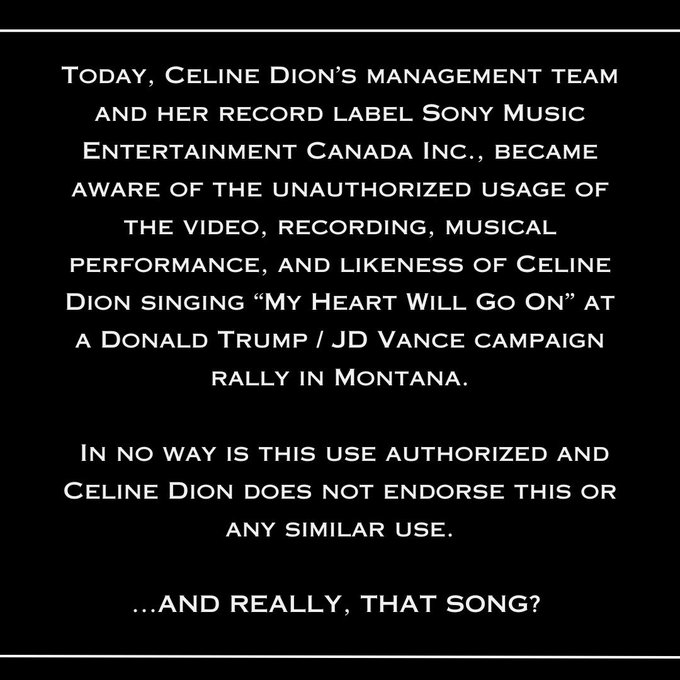 Today, Celine Dion’s management team
and her record label Sony Music
Entertainment Canada Inc., became
aware of the unauthorized usage of
the video, recording, musical
performance, and likeness of Celine
Dion singing “My Heart Will Go On” at
a Donald Trump / JD Vance campaign
rally in Montana.
In no way is this use authorized and
Celine Dion does not endorse this or
any similar use.
...And really, that song?